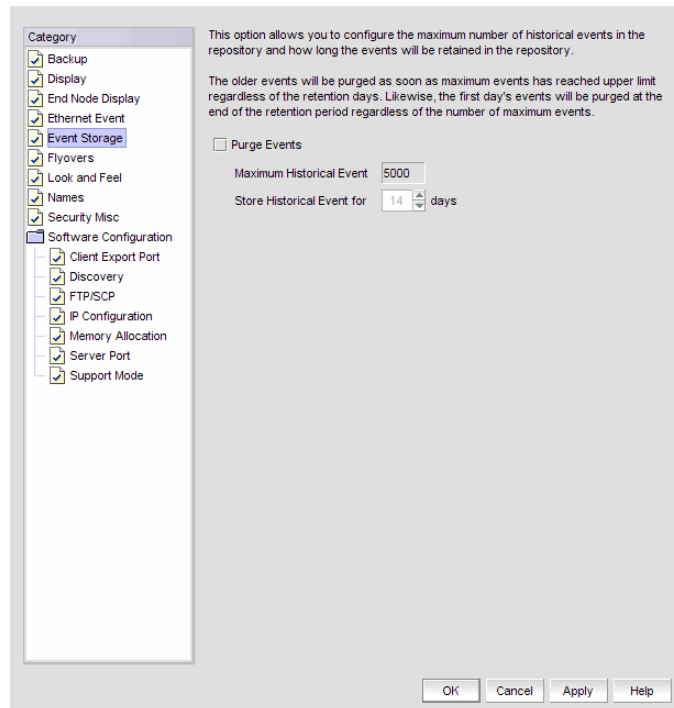 Category
Backup
Display
End Node Display
Ethernet Event
Event Storage
Flyovers
Look and Feel
Names
Security Misc
Software Configuration
Client Export Port
Discovery
FTP/SCP
IP Configuration
Memory Allocation
Server Port
Support Mode
This option allows you to configure the maximum number of historical events in the
repository and how long the events will be retained in the repository.
The older events will be purged as soon as maximum events has reached upper limit
regardless of the retention days. Likewise, the first day's events will be purged at the
end of the retention period regardless of the number of maximum events.
Purge Events
Maximum Historical Event 5000
Store Historical Event for 14 days
OK Cancel Apply Help